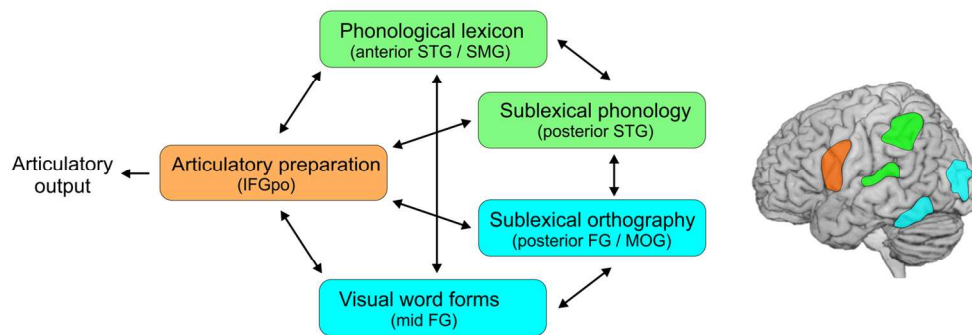 Phonological lexicon
(anterior STG / SMG)
Sublexical phonology
(posterior STG)
Articulatory
output
Articulatory preparation
(IFGpo)
Sublexical orthography
(posterior FG / MOG)
Visual word forms
(mid FG)